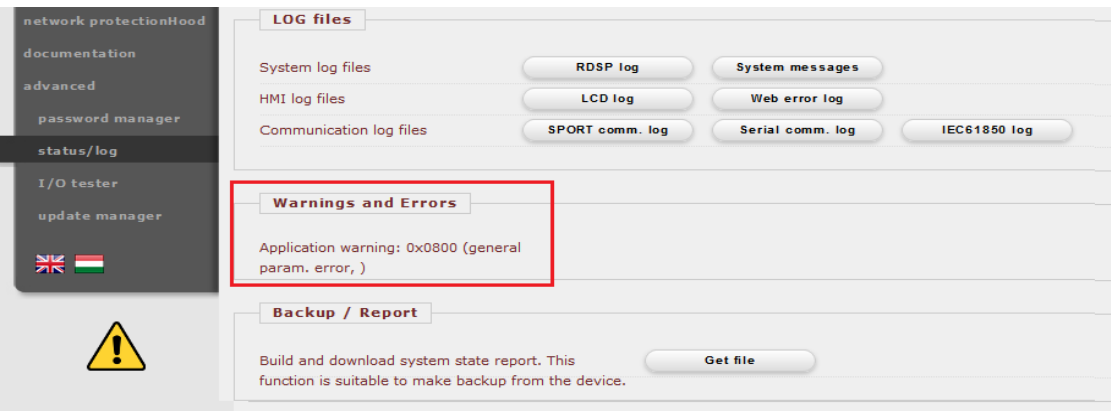 network protectionHood
documentation
advanced
password manager
status/log
I/O tester
update manager
LOG files
System log files
RDSP log
System messages
HMI log files
LCD log
Web error log
Communication log files
SPORT comm. log
Serial comm. log
IEC61850 log
Warnings and Errors
Application warning: 0x0800 (general
param. error, )
Backup / Report
Build and download system state report. This
function is suitable to make backup from the device.
Get file